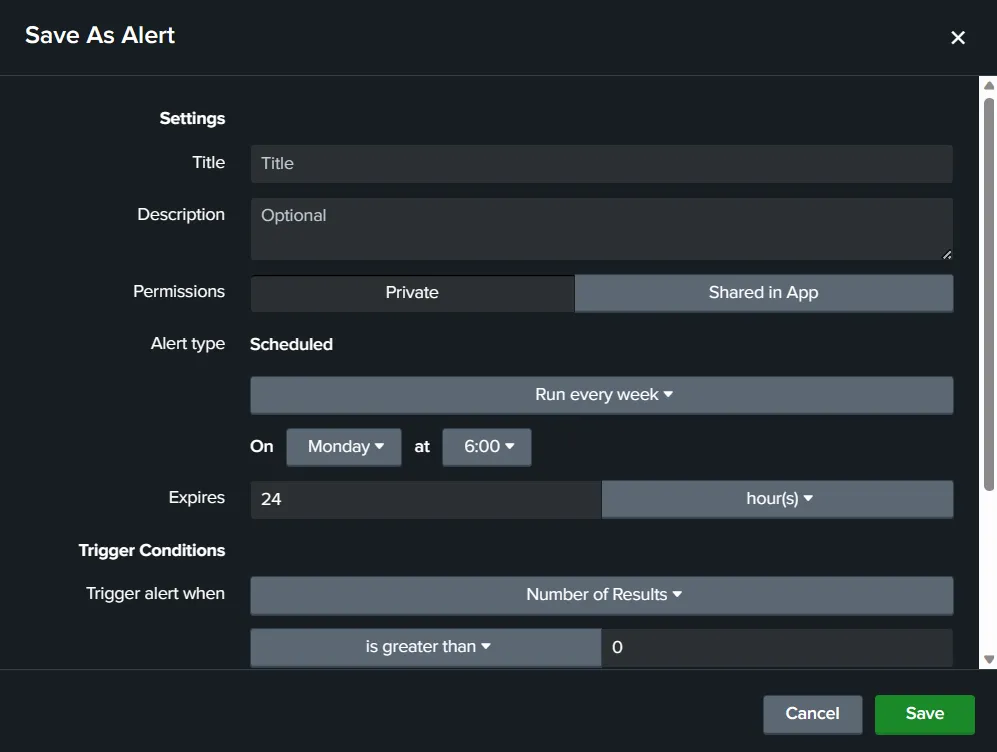 Save As Alert
Settings
Title Title
Description Optional
Permissions Private Shared in App
Alert type Scheduled
Run every week
On Monday at 6:00
Expires 24 hour(s)
Trigger Conditions
Trigger alert when Number of Results
is greater than 0
Cancel Save